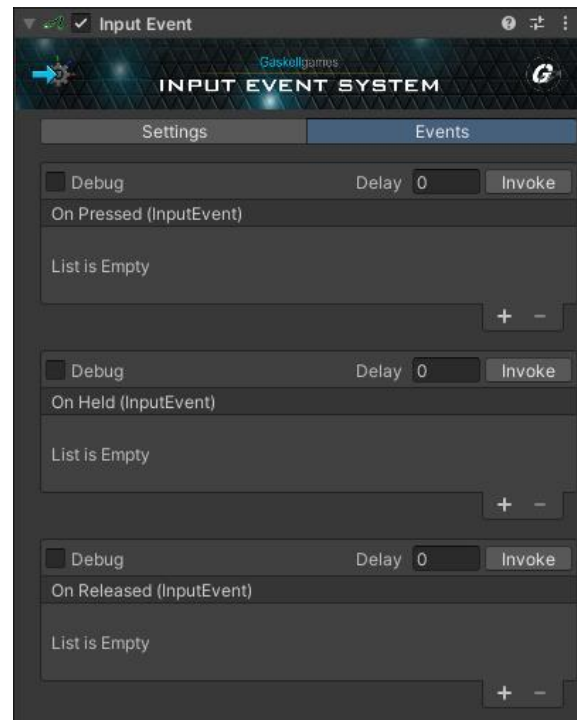 Input Event
Gaskellgames
INPUT EVENT SYSTEM
G
Settings Events
Debug Delay 0 Invoke
On Pressed (InputEvent)
List is Empty
+ −
Debug Delay 0 Invoke
On Held (InputEvent)
List is Empty
+ −
Debug Delay 0 Invoke
On Released (InputEvent)
List is Empty
+ −